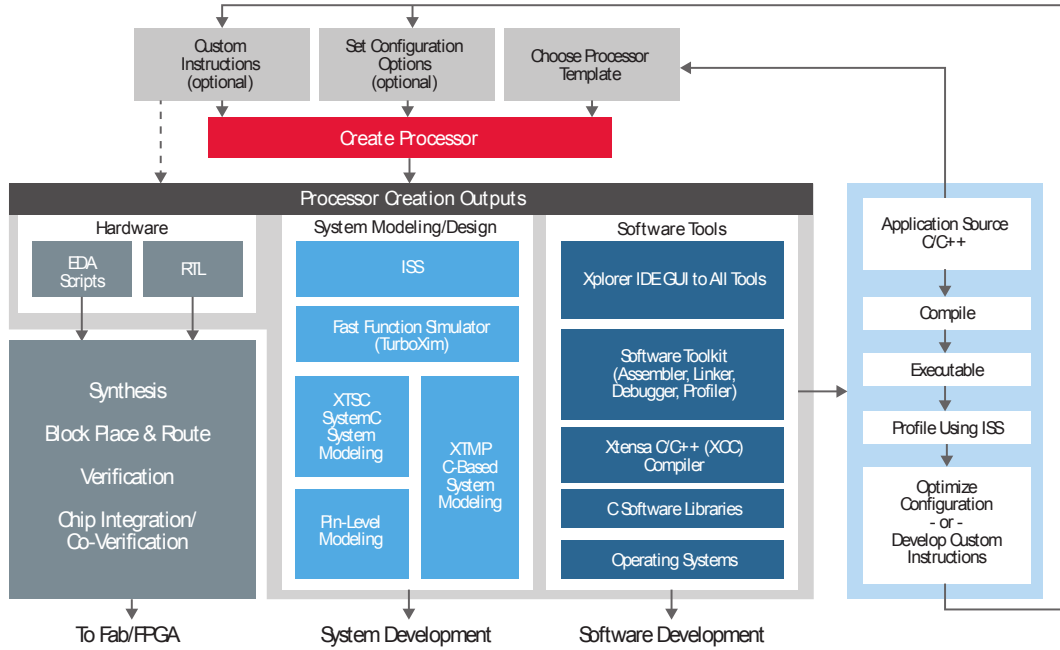 Custom
Instructions
(optional)
Set Configuration
Options
(optional)
Choose Processor
Template
Create Processor
Processor Creation Outputs
Hardware
EDA
Scripts
RTL
Synthesis
Block Place & Route
Verification
Chip Integration/
Co-Verification
To Fab/FPGA
System Modeling/Design
ISS
Fast Function Simulator
(TurboXim)
XTSC
SystemC
System
Modeling
XTMP
C-Based
System
Modeling
Pin-Level
Modeling
System Development
Software Tools
Xplorer IDE GUI to All Tools
Software Toolkit
(Assembler, Linker,
Debugger, Profiler)
Xtensa C/C++ (XCC)
Compiler
C Software Libraries
Operating Systems
Software Development
Application Source
C/C++
Compile
Executable
Profile Using ISS
Optimize
Configuration
- or -
Develop Custom
Instructions